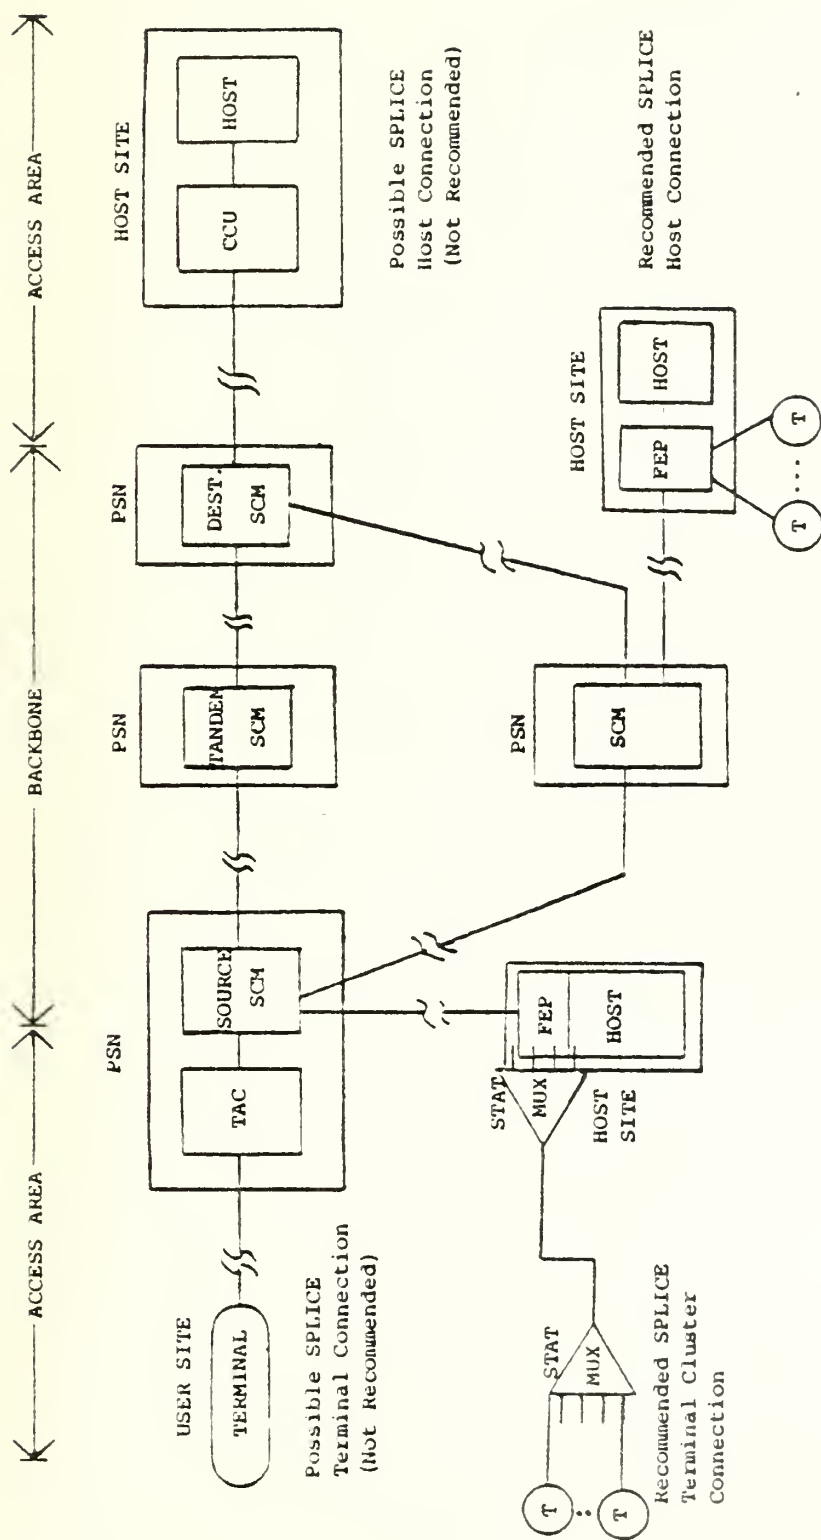 ACCESS AREA
BACKBONE
ACCESS AREA
USER SITE
TERMINAL
Possible SPLICE
Terminal Connection
(Not Recommended)
PSN
TAC
SOURCE
SCM
PSN
TANDEM
SCM
PSN
DEST.
SCM
HOST SITE
CCU
HOST
Possible SPLICE
Host Connection
(Not Recommended)
T
T
STAT
MUX
Recommended SPLICE
Terminal Cluster
Connection
STAT
MUX
HOST
SITE
FEP
HOST
PSN
SCM
HOST SITE
FEP
HOST
T
....
T
Recommended SPLICE
Host Connection